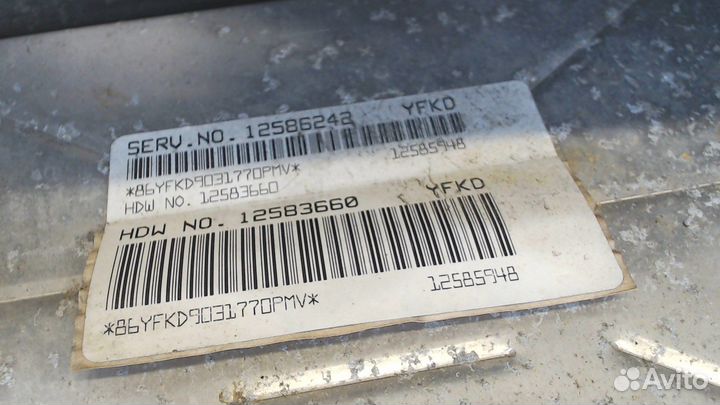 SERV.NO. 12586242 YFKD
*86YFKD9031770PMV* 12585948
HDW NO. 12583660
HDW NO. 12583660 YFKD
*86YFKD9031770PMV* 12585948
Avito